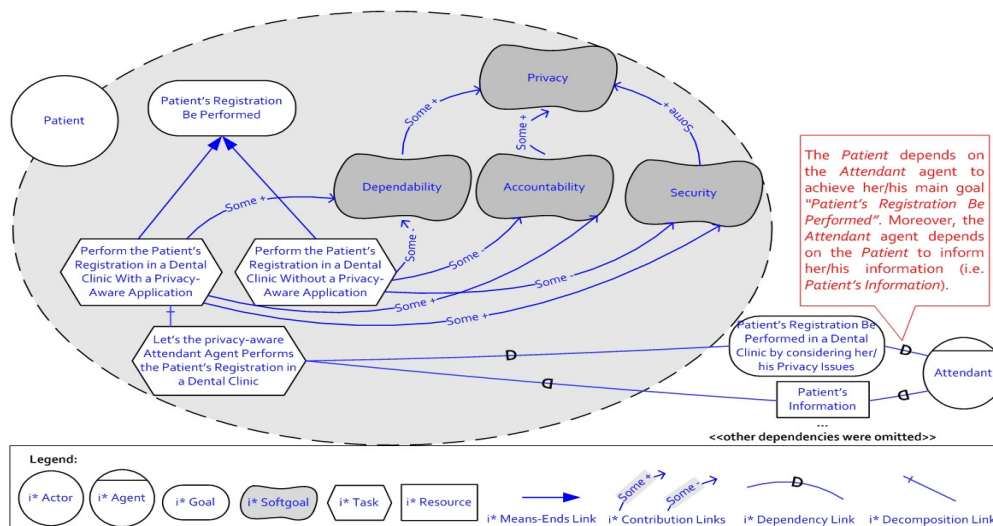 Privacy
Some +
Some +
Some +
Patient
Patient's Registration
Be Performed
Dependability
Accountability
Security
Some +
Some -
Some -
Some -
Some +
Some +
Perform the Patient's
Registration in a Dental
Clinic With a Privacy-
Aware Application
Perform the Patient's
Registration in a Dental
Clinic Without a Privacy-
Aware Application
Let's the privacy-aware
Attendant Agent Performs
the Patient's Registration in
a Dental Clinic
The Patient depends on
the Attendant agent to
achieve her/his main goal
"Patient's Registration Be
Performed". Moreover, the
Attendant agent depends
on the Patient to inform
her/his information (i.e.
Patient's Information).
D
Patient's Registration Be
Performed in a Dental
Clinic by considering her/
his Privacy Issues
D
Attendant
D
Patient's
Information
D
...
<<other dependencies were omitted>>
Legend:
i* Actor
i* Agent
i* Goal
i* Softgoal
i* Task
i* Resource
i* Means-Ends Link
Some +
Some -
i* Contribution Links
D
i* Dependency Link
i* Decomposition Link